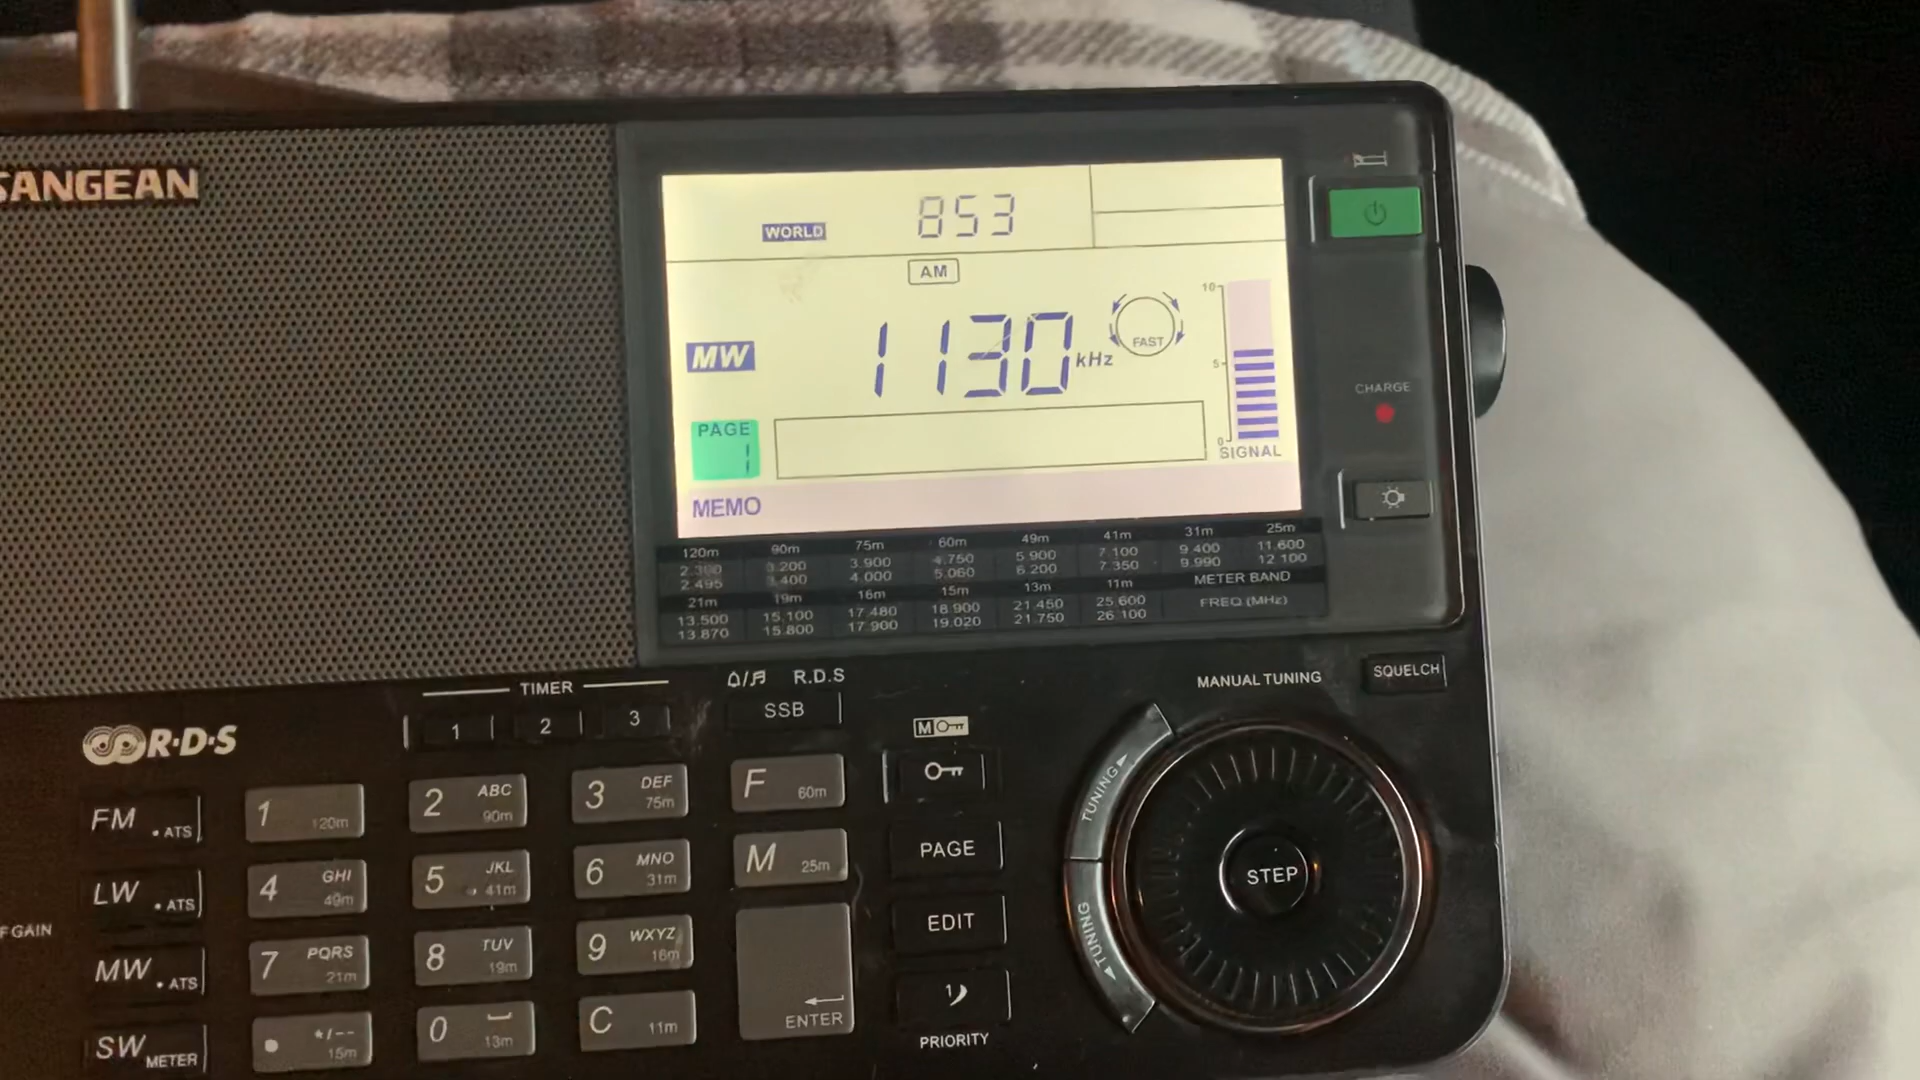 SANGEAN
WORLD
853
AM
MW
1130 kHz
FAST
10
5
0
SIGNAL
PAGE
1
MEMO
120m 90m 75m 60m 49m 41m 31m 25m
2.300 3.200 3.900 4.750 5.900 7.100 9.400 11.600
2.495 3.400 4.000 5.060 6.200 7.350 9.990 12.100
21m 19m 16m 15m 13m 11m METER BAND
13.500 15.100 17.480 18.900 21.450 25.600 FREQ (MHz)
13.870 15.800 17.900 19.020 21.750 26.100
CHARGE
TIMER
1 2 3
R.D.S
SSB
MANUAL TUNING
SQUELCH
R·D·S
FM • ATS
1 120m
2 ABC 90m
3 DEF 75m
F 60m
M
TUNING
LW • ATS
4 GHI 49m
5 JKL 41m
6 MNO 31m
M 25m
PAGE
STEP
F GAIN
MW • ATS
7 PQRS 21m
8 TUV 19m
9 WXYZ 16m
ENTER
EDIT
TUNING
SW METER
• */-- 15m
0 13m
C 11m
1
PRIORITY